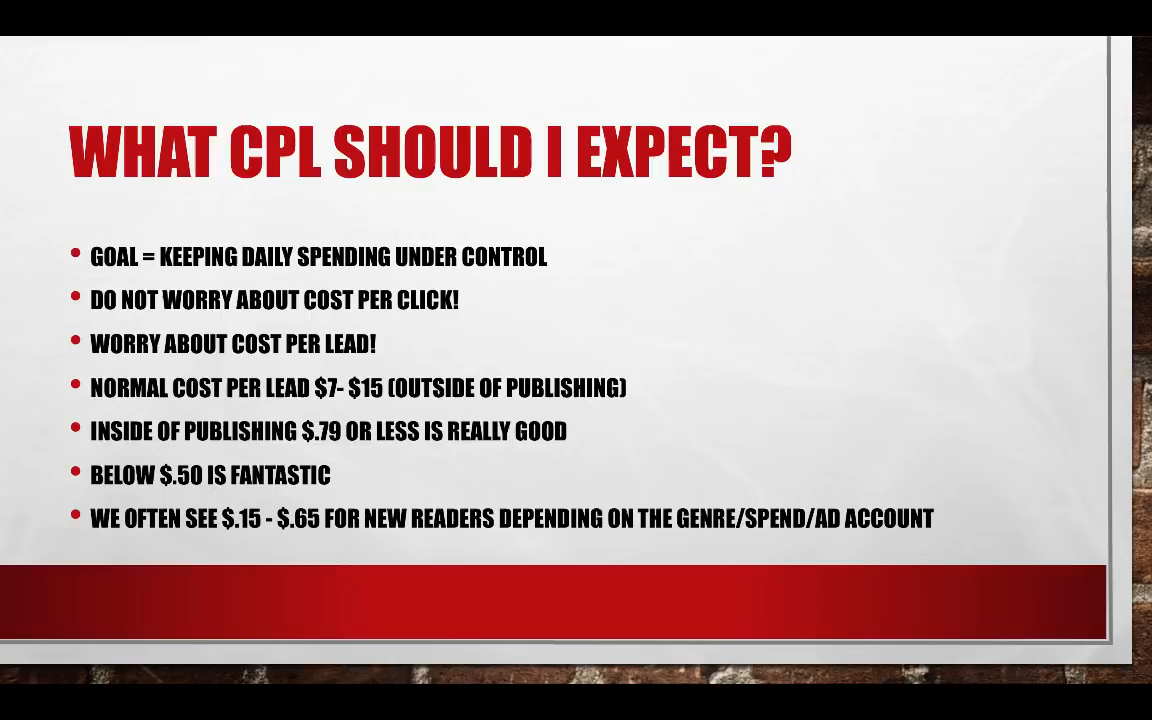 WHAT CPL SHOULD I EXPECT?
• GOAL = KEEPING DAILY SPENDING UNDER CONTROL
• DO NOT WORRY ABOUT COST PER CLICK!
• WORRY ABOUT COST PER LEAD!
• NORMAL COST PER LEAD $7- $15 (OUTSIDE OF PUBLISHING)
• INSIDE OF PUBLISHING $.79 OR LESS IS REALLY GOOD
• BELOW $.50 IS FANTASTIC
• WE OFTEN SEE $.15 - $.65 FOR NEW READERS DEPENDING ON THE GENRE/SPEND/AD ACCOUNT